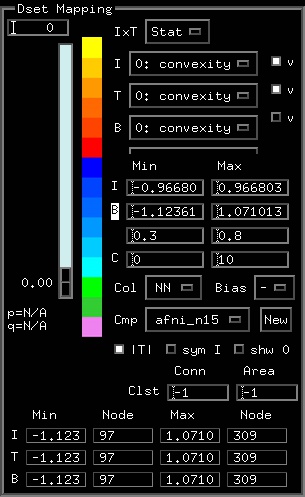 Dset Mapping
0
IxT Stat
I 0: convexity v
T 0: convexity v
B 0: convexity v
Min Max
I -0.96680 0.966803
B -1.12361 1.071013
0.3 0.8
C 0 10
0.00
Col NN Bias -
p=N/A
q=N/A
Cmp afni_n15 New
|T| sym I shw 0
Conn Area
Clst -1 -1
Min Node Max Node
I -1.123 97 1.0710 309
T -1.123 97 1.0710 309
B -1.123 97 1.0710 309